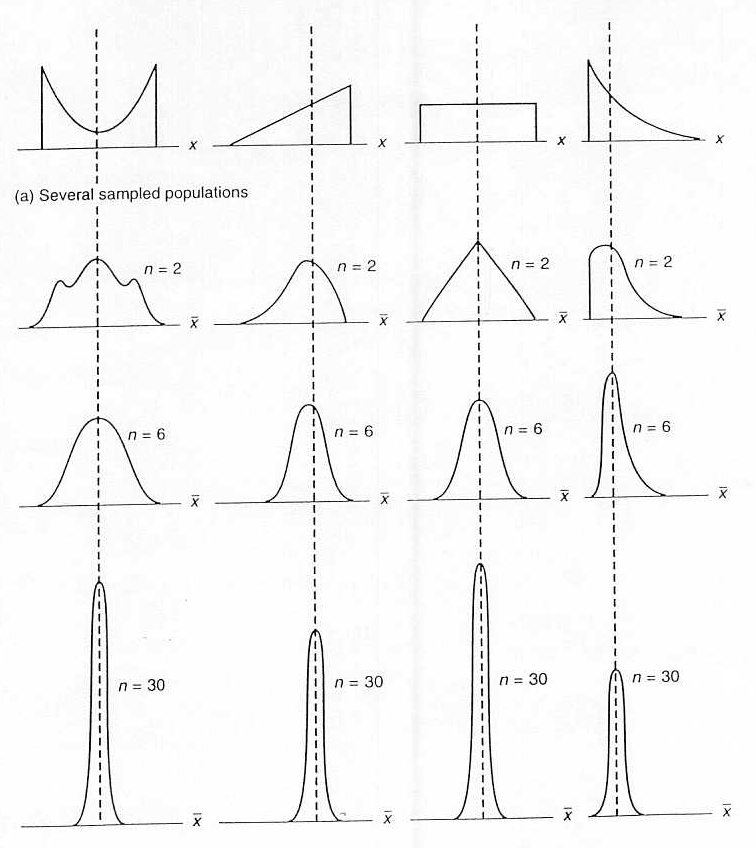 x x x x
(a) Several sampled populations
n = 2 n = 2 n = 2 n = 2
x̄ x̄ x̄ x̄
n = 6 n = 6 n = 6 n = 6
x̄ x̄ x̄ x̄
n = 30 n = 30 n = 30 n = 30
x̄ x̄ x̄ x̄